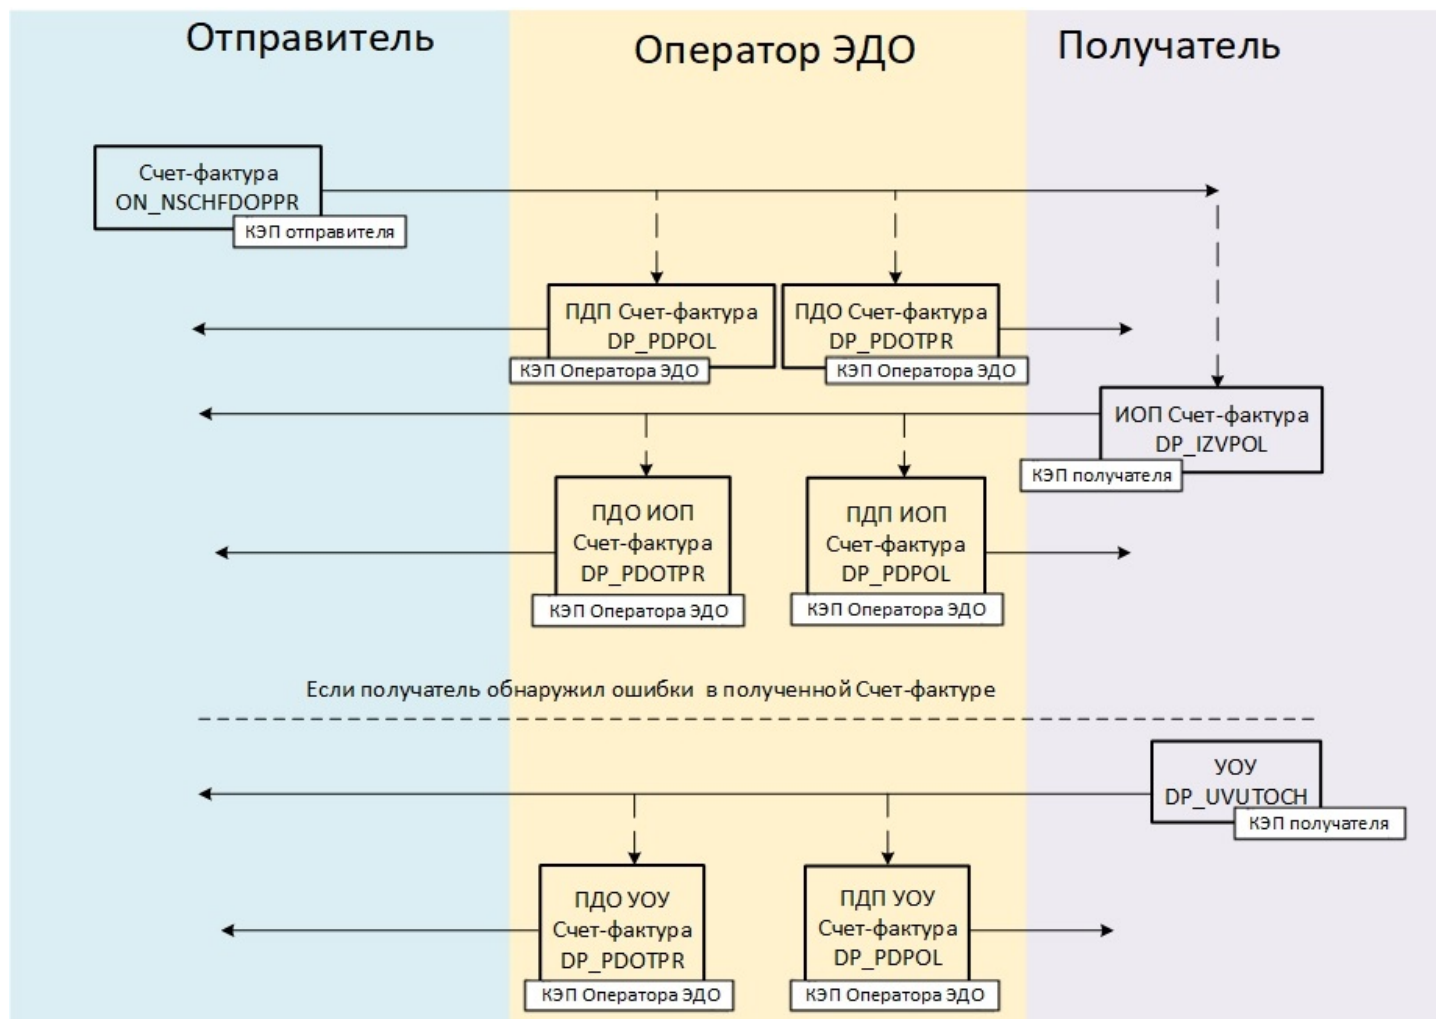 Отправитель
Оператор ЭДО
Получатель
Счет-фактура
ON_NSCHFDOPPR
КЭП отправителя
ПДП Счет-фактура
DP_PDPOL
КЭП Оператора ЭДО
ПДО Счет-фактура
DP_PDOTPR
КЭП Оператора ЭДО
ИОП Счет-фактура
DP_IZVPOL
КЭП получателя
ПДО ИОП
Счет-фактура
DP_PDOTPR
КЭП Оператора ЭДО
ПДП ИОП
Счет-фактура
DP_PDPOL
КЭП Оператора ЭДО
Если получатель обнаружил ошибки в полученной Счет-фактуре
УОУ
DP_UVUTOCH
КЭП получателя
ПДО УОУ
Счет-фактура
DP_PDOTPR
КЭП Оператора ЭДО
ПДП УОУ
Счет-фактура
DP_PDPOL
КЭП Оператора ЭДО